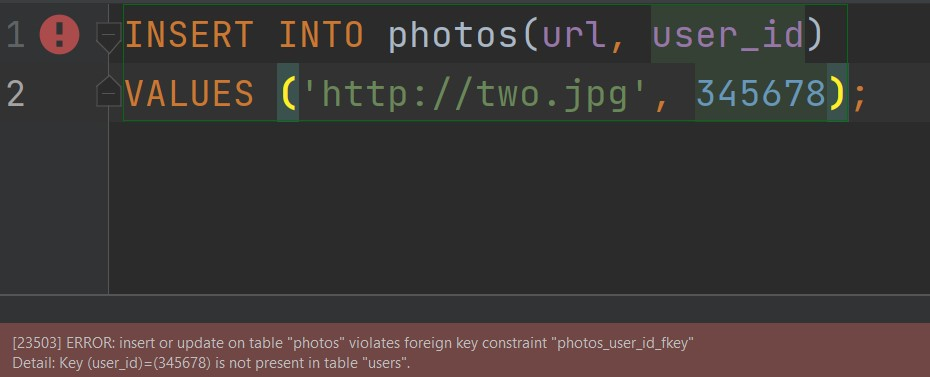 1 INSERT INTO photos(url, user_id)
2 VALUES ('http://two.jpg', 345678);
[23503] ERROR: insert or update on table "photos" violates foreign key constraint "photos_user_id_fkey"
Detail: Key (user_id)=(345678) is not present in table "users".